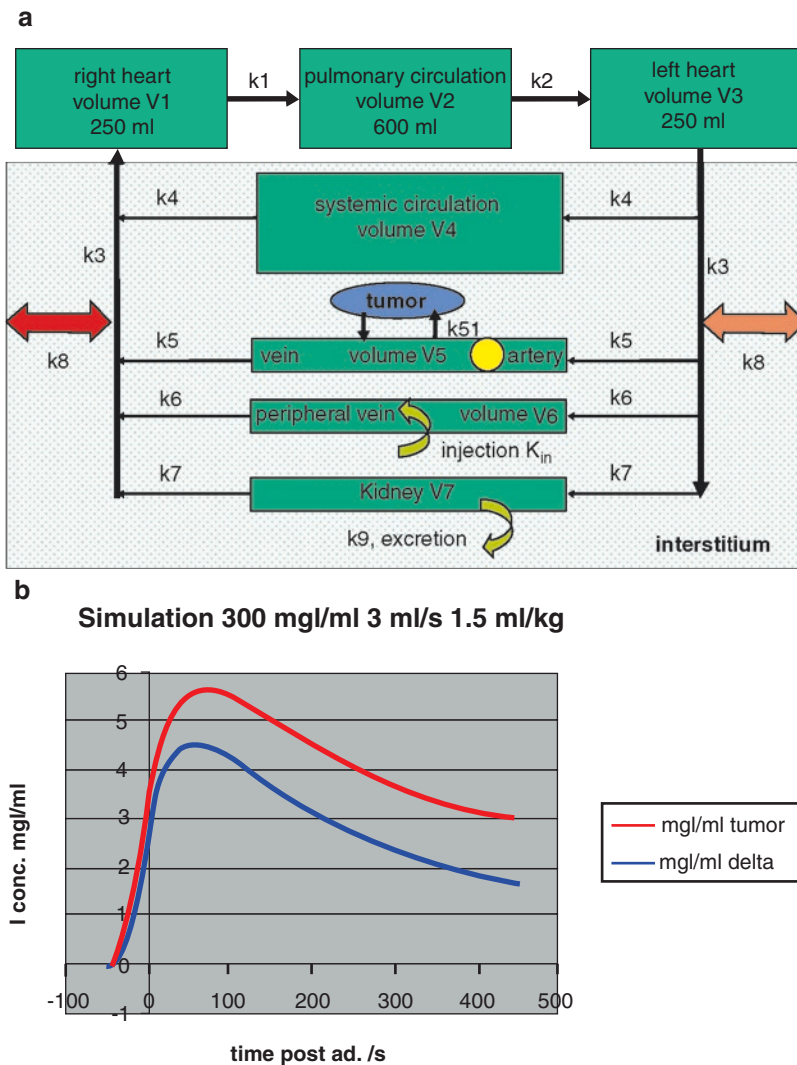 a
right heart
volume V1
250 ml
k1
pulmonary circulation
volume V2
600 ml
k2
left heart
volume V3
250 ml
k4
systemic circulation
volume V4
k4
k3
k3
tumor
k51
k8
k5
vein volume V5 artery
k5
k8
k6
peripheral vein volume V6
k6
injection Kin
k7
Kidney V7
k7
k9, excretion
interstitium
b
Simulation 300 mgI/ml 3 ml/s 1.5 ml/kg
I conc. mgI/ml
6
5
4
3
2
1
0
-1
-100 0 100 200 300 400 500
time post ad. /s
mgI/ml tumor
mgI/ml delta